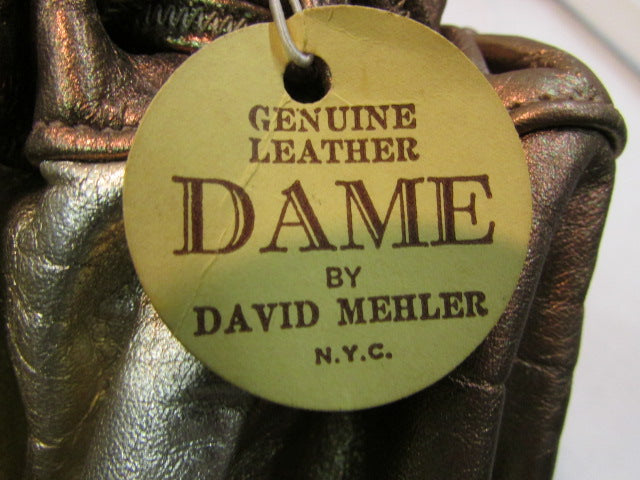 GENUINE
LEATHER
DAME
BY
DAVID MEHLER
N.Y.C.